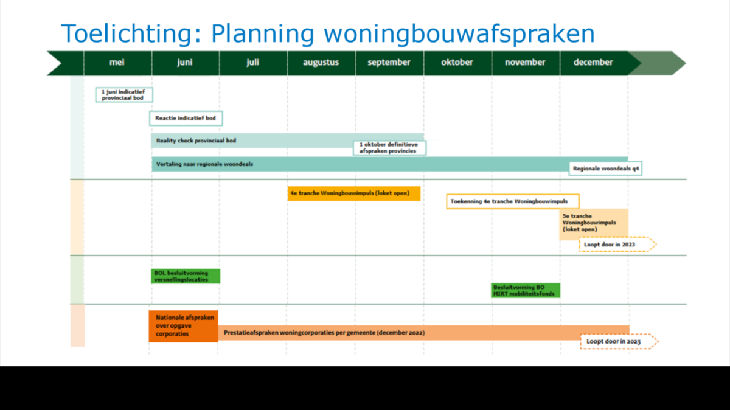 Toelichting: Planning woningbouwafspraken
mei juni juli augustus september oktober november december
1 juni indicatief
provinciaal bod
Reactie indicatief bod
Reality check provinciaal bod
1 oktober definitieve
afspraken provincies
Vertaling naar regionale woondeals
Regionale woondeals q4
4e tranche Woningbouwimpuls (loket open)
Toekenning 4e tranche Woningbouwimpuls
5e tranche
Woningbouwimpuls
(loket open)
Loopt door in 2023
BOL besluitvorming
versnellingslocaties
Besluitvorming BO
MIRT mobiliteitsfonds
Nationale afspraken
over opgave
corporaties
Prestatieafspraken woningcorporaties per gemeente (december 2022)
Loopt door in 2023